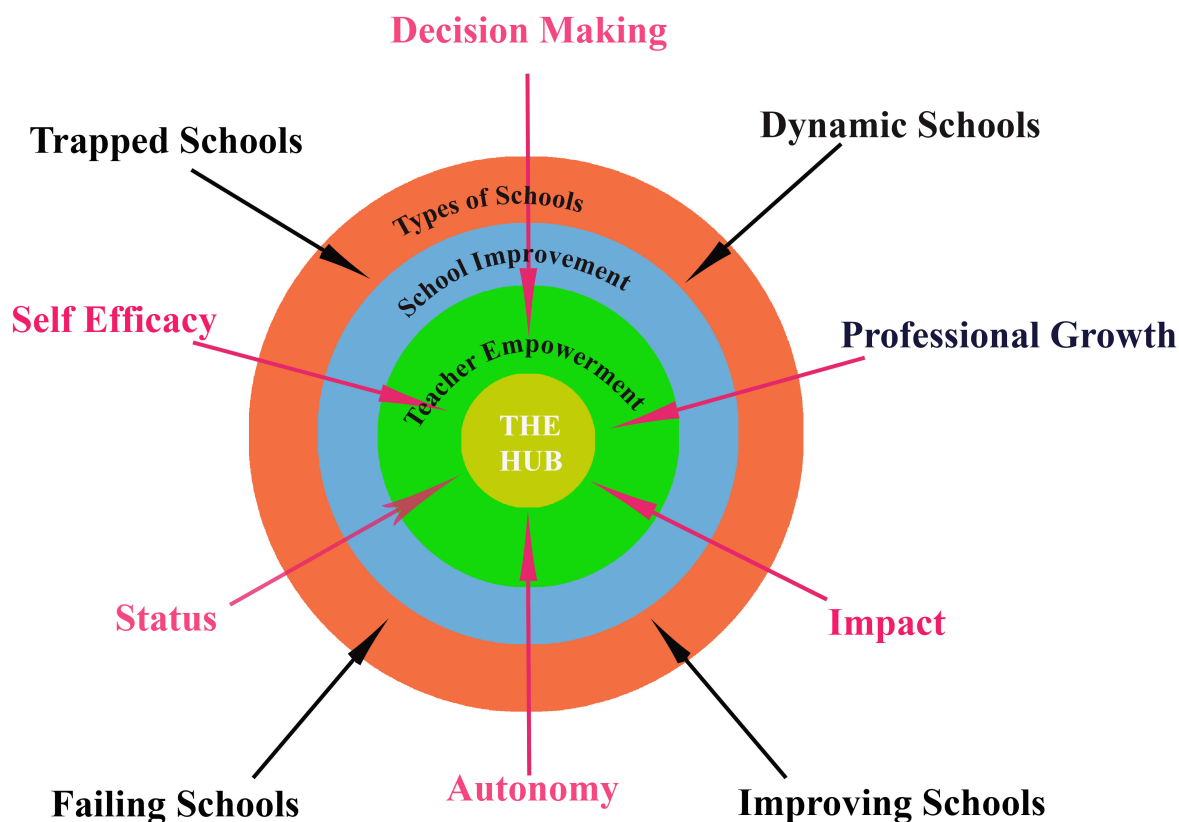 Decision Making
Trapped Schools
Dynamic Schools
Types of Schools
School Improvement
Self Efficacy
Professional Growth
Teacher Empowerment
THE
HUB
Status
Impact
Autonomy
Failing Schools
Improving Schools